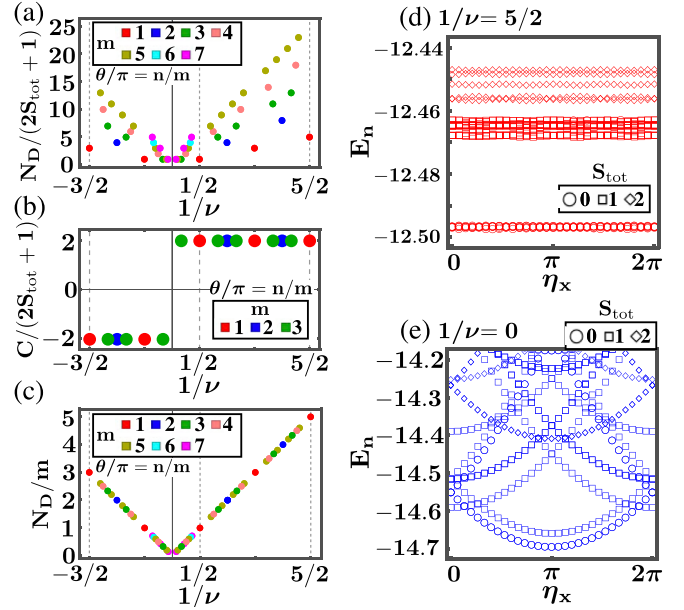 (a)
N_D/(2S_tot + 1)
25
20
15
10
5
0
m 1 2 3 4
5 6 7
θ/π = n/m
−3/2 1/2 5/2
1/ν
(b)
C/(2S_tot + 1)
2
0
−2
θ/π = n/m
m
1 2 3
−3/2 1/2 5/2
1/ν
(c)
N_D/m
5
4
3
2
1
0
m 1 2 3 4
5 6 7
θ/π = n/m
−3/2 1/2 5/2
1/ν
(d) 1/ν = 5/2
E_n
−12.44
−12.46
−12.48
−12.50
S_tot
0 1 2
0 π 2π
η_x
(e) 1/ν = 0
S_tot
0 1 2
E_n
−14.2
−14.3
−14.4
−14.5
−14.6
−14.7
0 π 2π
η_x